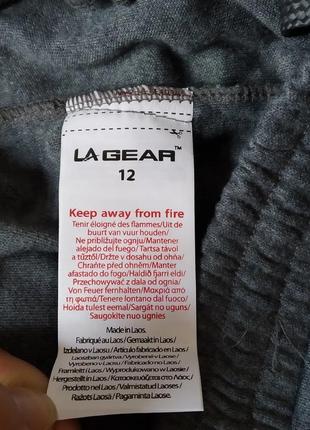 LA GEAR™
12
Keep away from fire
Tenir éloigné des flammes/Uit de
buurt van vuur houden/
Ne približujte ognju/Mantener
alejado del fuego/ Tartsa távol
a tűztől/Držte v dosahu od ohňa/
Chraňte před ohněm/ Manter
afastado do fogo/Haldið fjarri eldi/
Przechowywać z dala od ognia/
Von Feuer fernhalten/ Μακριά από
τη φωτιά/Tenere lontano dal fuoco/
Hoida tulest eemal/Sargāt no uguns/
Saugokite nuo ugnies
Made in Laos.
Fabriqué au Laos/ Gemaakt in Laos/
Izdelano v Laosu/Articulo fabricado en Laos/
Laoszban gyártva/Vyrobené v Laose/
Vyrobeno v Laosu/Fabricado no Laos/
Framleitt í Laos/Wyprodukowano w Laosie/
Hergestellt in Laos/ Κατασκευάζεται στο Λάος/
Prodotto nel Laos/Valmistatud Laoses/
Ražots Laosā/ Pagaminta Laose.